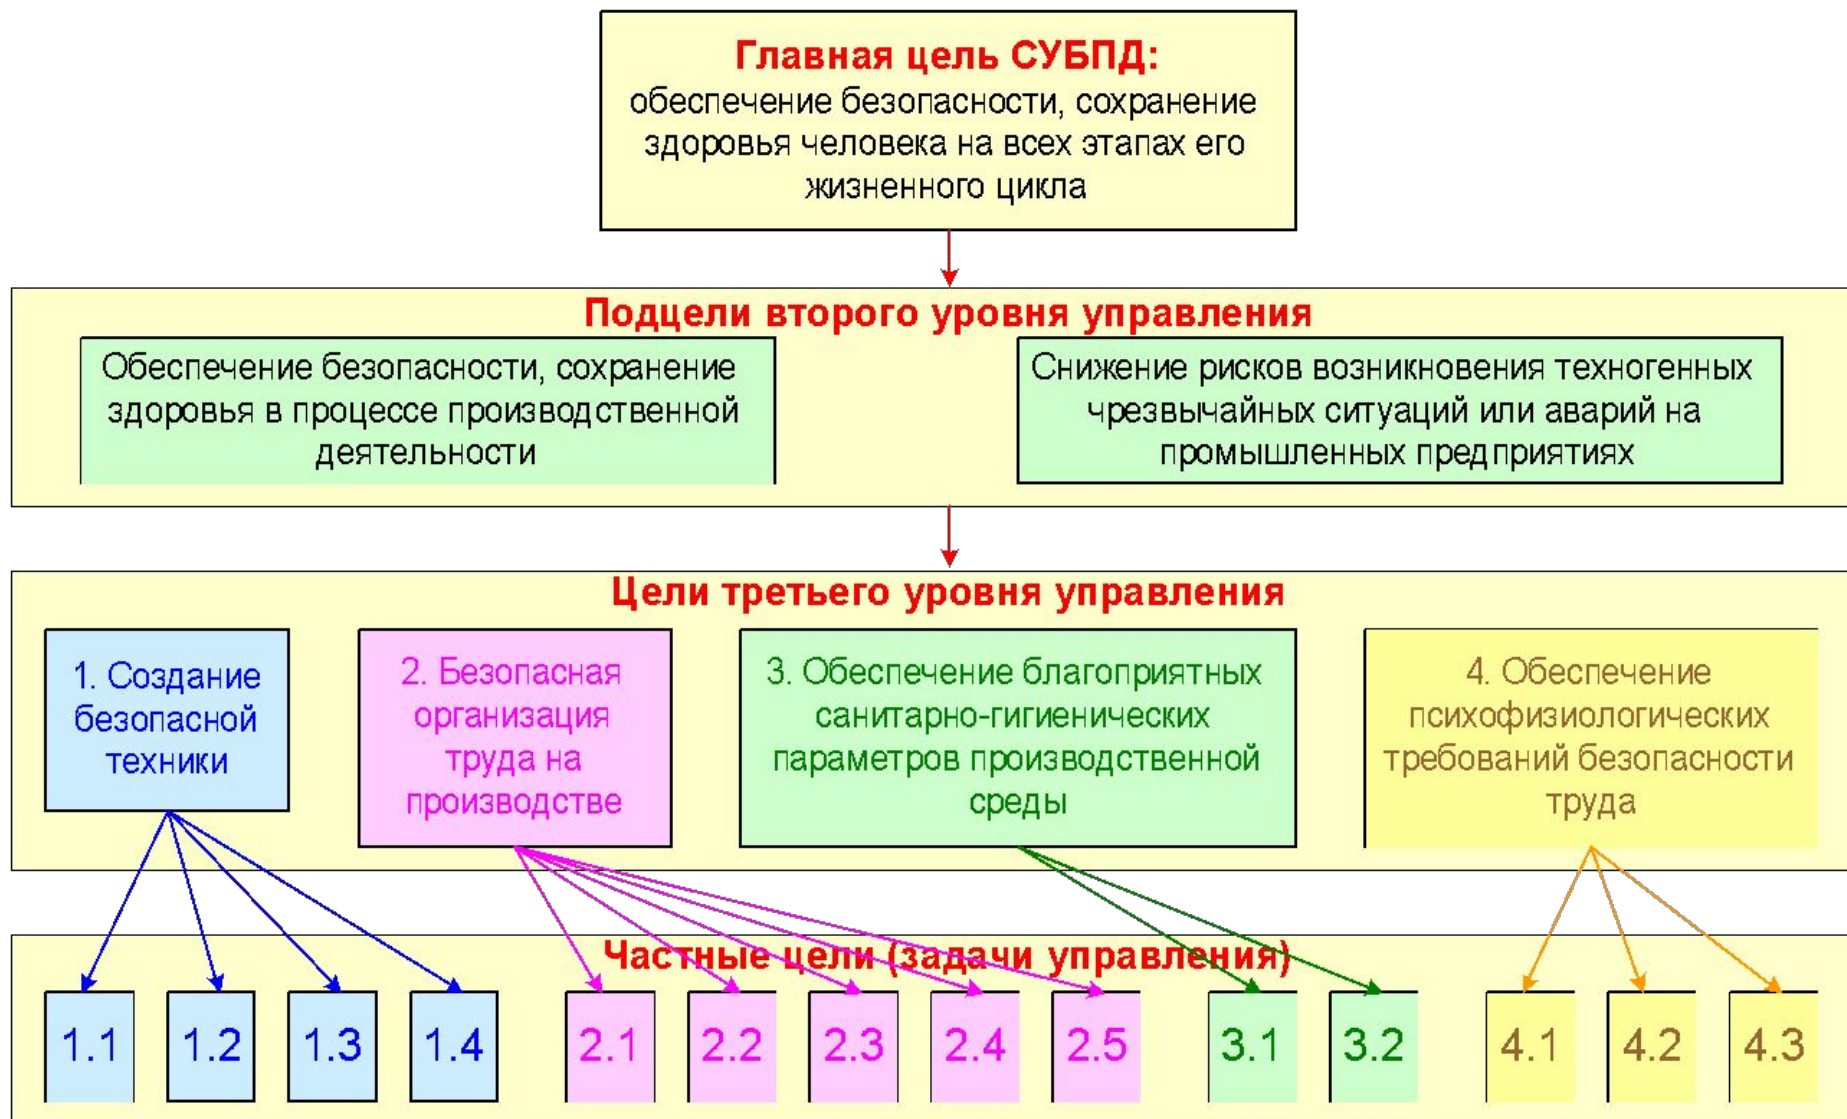 Главная цель СУБПД:
обеспечение безопасности, сохранение
здоровья человека на всех этапах его
жизненного цикла
Подцели второго уровня управления
Обеспечение безопасности, сохранение
здоровья в процессе производственной
деятельности
Снижение рисков возникновения техногенных
чрезвычайных ситуаций или аварий на
промышленных предприятиях
Цели третьего уровня управления
1. Создание
безопасной
техники
2. Безопасная
организация
труда на
производстве
3. Обеспечение благоприятных
санитарно-гигиенических
параметров производственной
среды
4. Обеспечение
психофизиологических
требований безопасности
труда
Частные цели (задачи управления)
1.1
1.2
1.3
1.4
2.1
2.2
2.3
2.4
2.5
3.1
3.2
4.1
4.2
4.3